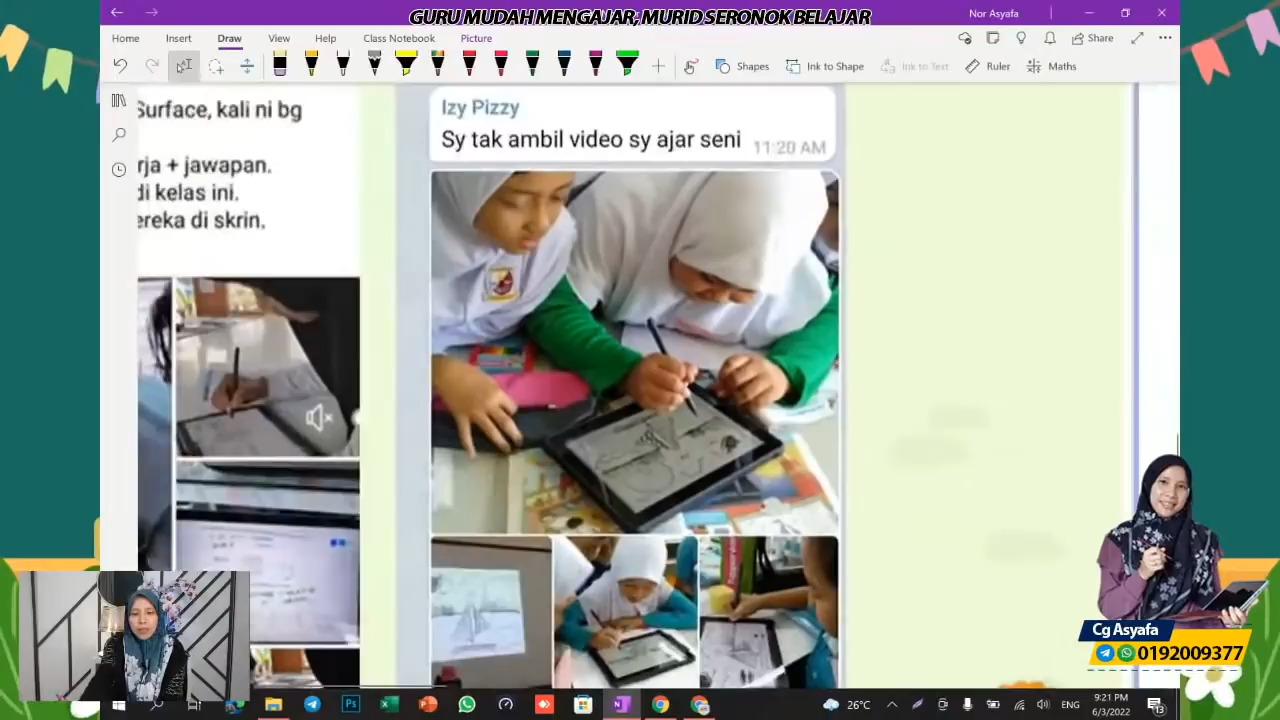 GURU MUDAH MENGAJAR, MURID SERONOK BELAJAR
Nor Asyafa
Home Insert Draw View Help Class Notebook Picture
Share
Shapes Ink to Shape Ink to Text Ruler Maths
Surface, kali ni bg
rja + jawapan.
di kelas ini.
ereka di skrin.
Izy Pizzy
Sy tak ambil video sy ajar seni
11:20 AM
Cg Asyafa
0192009377
26°C
ENG
9:21 PM
6/3/2022